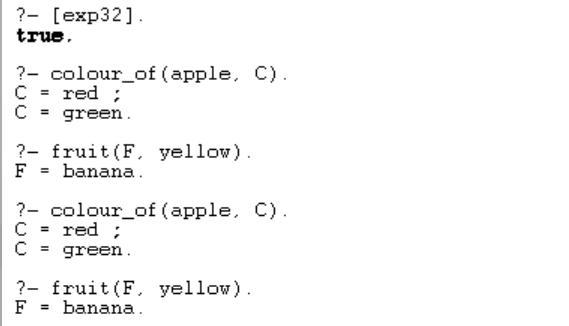 ?- [exp32].
true.
?- colour_of(apple, C).
C = red ;
C = green.
?- fruit(F, yellow).
F = banana.
?- colour_of(apple, C).
C = red ;
C = green.
?- fruit(F, yellow).
F = banana.